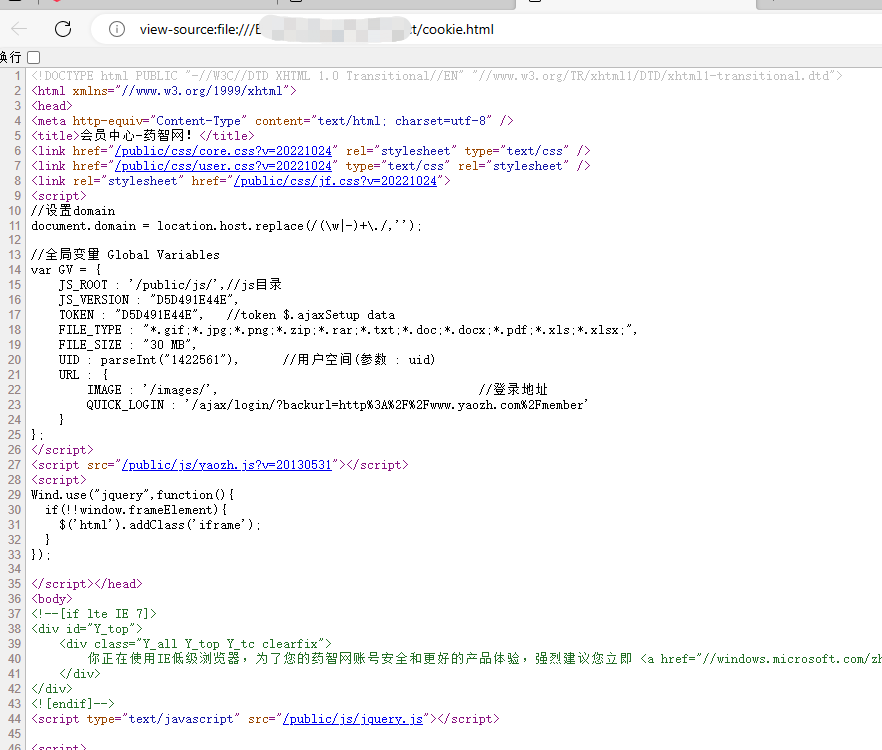 view-source:file:///E t/cookie.html
换行
1 <!DOCTYPE html PUBLIC "-//W3C//DTD XHTML 1.0 Transitional//EN" "//www.w3.org/TR/xhtml1/DTD/xhtml1-transitional.dtd">
2 <html xmlns="//www.w3.org/1999/xhtml">
3 <head>
4 <meta http-equiv="Content-Type" content="text/html; charset=utf-8" />
5 <title>会员中心-药智网！</title>
6 <link href="/public/css/core.css?v=20221024" rel="stylesheet" type="text/css" />
7 <link href="/public/css/user.css?v=20221024" type="text/css" rel="stylesheet" />
8 <link rel="stylesheet" href="/public/css/jf.css?v=20221024">
9 <script>
10 //设置domain
11 document.domain = location.host.replace(/(\w|-)+\./,'');
12
13 //全局变量 Global Variables
14 var GV = {
15 JS_ROOT : '/public/js/',//js目录
16 JS_VERSION : "D5D491E44E",
17 TOKEN : "D5D491E44E", //token $.ajaxSetup data
18 FILE_TYPE : "*.gif;*.jpg;*.png;*.zip;*.rar;*.txt;*.doc;*.docx;*.pdf;*.xls;*.xlsx;",
19 FILE_SIZE : "30 MB",
20 UID : parseInt("1422561"), //用户空间(参数 : uid)
21 URL : {
22 IMAGE : '/images/', //登录地址
23 QUICK_LOGIN : '/ajax/login/?backurl=http%3A%2F%2Fwww.yaozh.com%2Fmember'
24 }
25 };
26 </script>
27 <script src="/public/js/yaozh.js?v=20130531"></script>
28 <script>
29 Wind.use("jquery",function(){
30 if(!!window.frameElement){
31 $('html').addClass('iframe');
32 }
33 });
34
35 </script></head>
36 <body>
37 <!--[if lte IE 7]>
38 <div id="Y_top">
39 <div class="Y_all Y_top Y_tc clearfix">
40 你正在使用IE低级浏览器，为了您的药智网账号安全和更好的产品体验，强烈建议您立即 <a href="//windows.microsoft.com/zh
41 </div>
42 </div>
43 <![endif]-->
44 <script type="text/javascript" src="/public/js/jquery.js"></script>
45
46 <script>